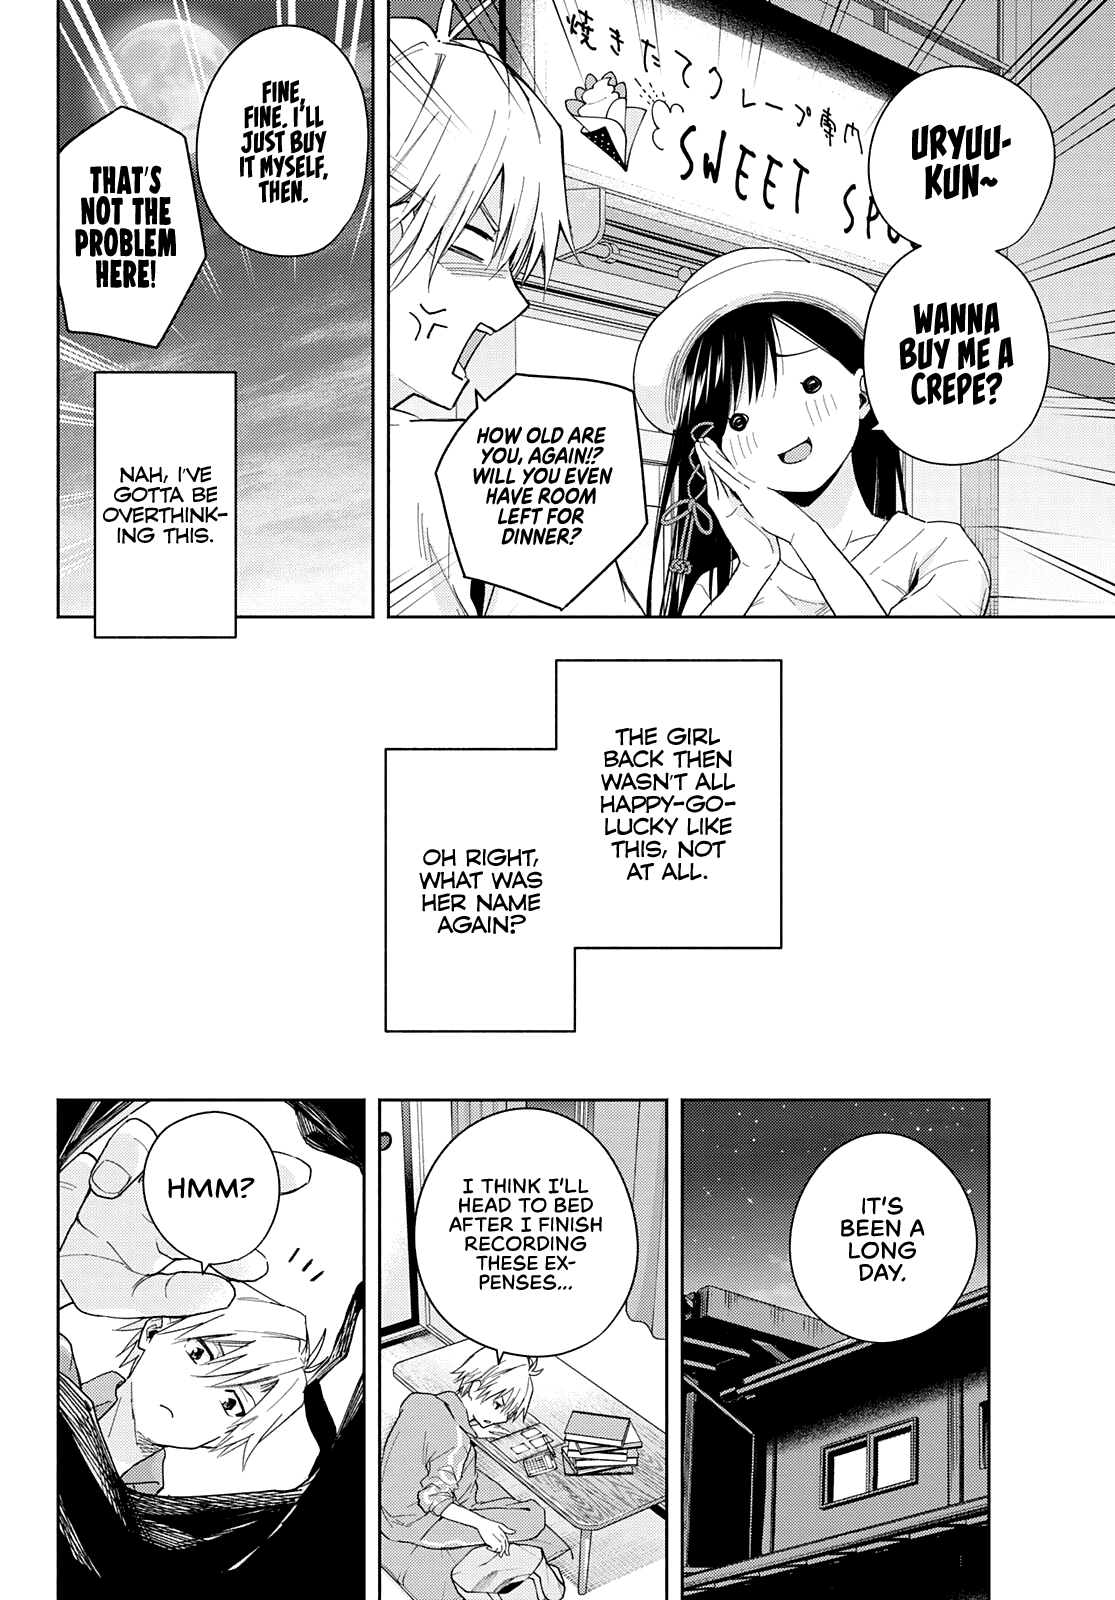 焼きたてクレープ専門
SWEET SPO
URYUU-
KUN~
WANNA
BUY ME A
CREPE?
HOW OLD ARE
YOU, AGAIN!?
WILL YOU EVEN
HAVE ROOM
LEFT FOR
DINNER?
FINE,
FINE. I'LL
JUST BUY
IT MYSELF,
THEN.
THAT'S
NOT THE
PROBLEM
HERE!
NAH, I'VE
GOTTA BE
OVERTHINK-
ING THIS.
THE GIRL
BACK THEN
WASN'T ALL
HAPPY-GO-
LUCKY LIKE
THIS, NOT
AT ALL.
OH RIGHT,
WHAT WAS
HER NAME
AGAIN?
IT'S
BEEN A
LONG
DAY.
I THINK I'LL
HEAD TO BED
AFTER I FINISH
RECORDING
THESE EX-
PENSES...
HMM?